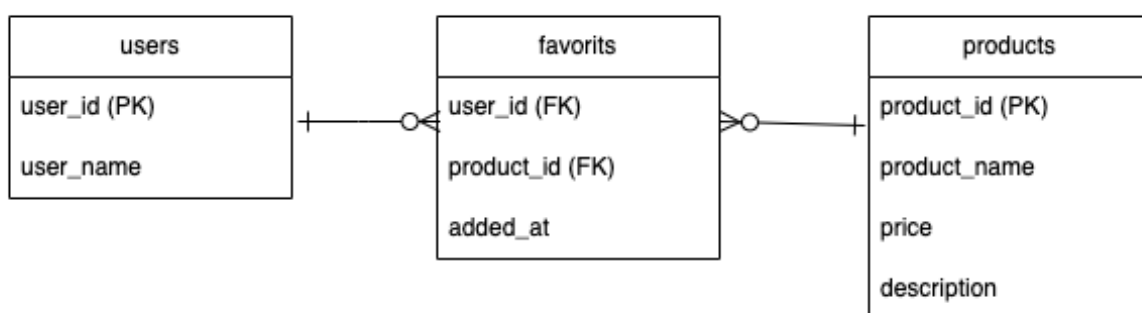 users
user_id (PK)
user_name
favorits
user_id (FK)
product_id (FK)
added_at
products
product_id (PK)
product_name
price
description